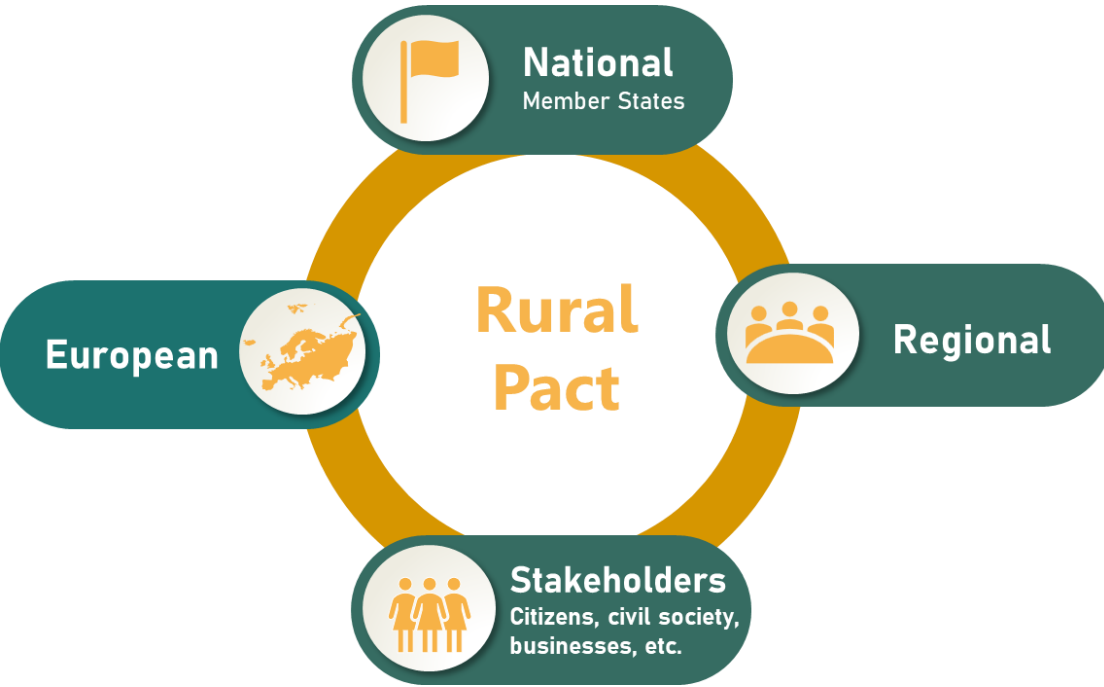 National
Member States
European
Rural
Pact
Regional
Stakeholders
Citizens, civil society,
businesses, etc.